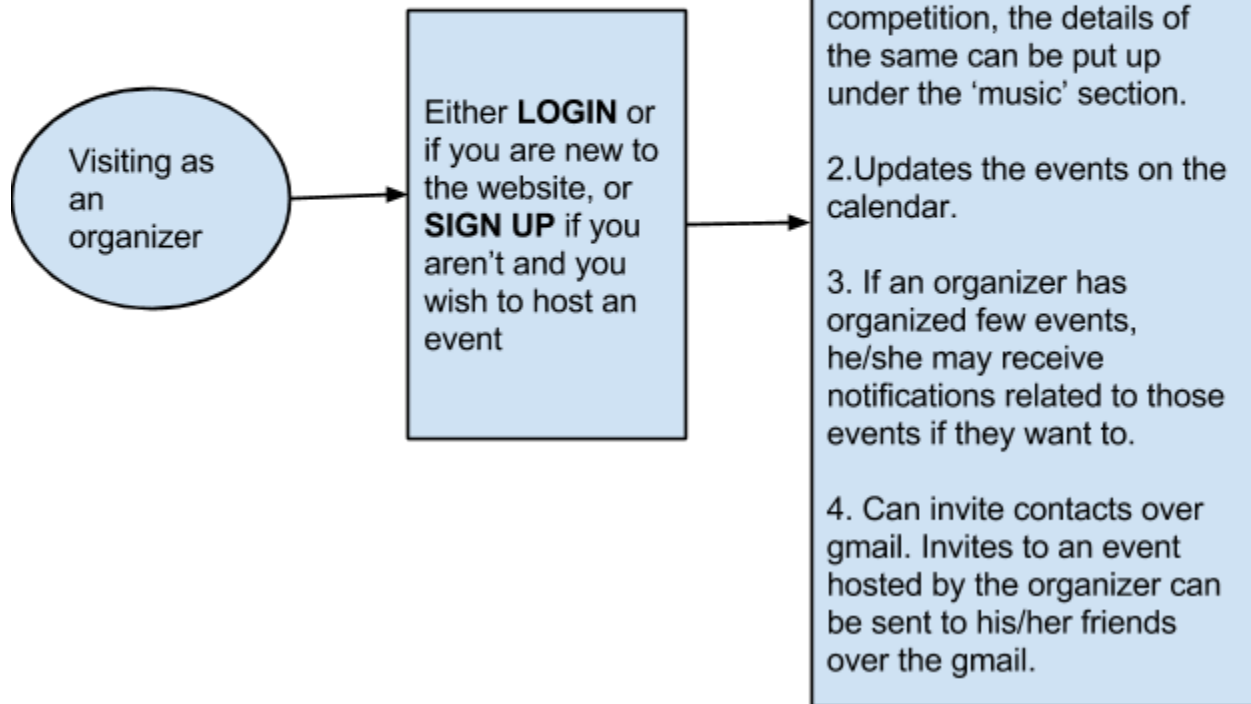 Visiting as
an
organizer
Either LOGIN or
if you are new to
the website, or
SIGN UP if you
aren't and you
wish to host an
event
competition, the details of
the same can be put up
under the ‘music’ section.
2.Updates the events on the
calendar.
3. If an organizer has
organized few events,
he/she may receive
notifications related to those
events if they want to.
4. Can invite contacts over
gmail. Invites to an event
hosted by the organizer can
be sent to his/her friends
over the gmail.